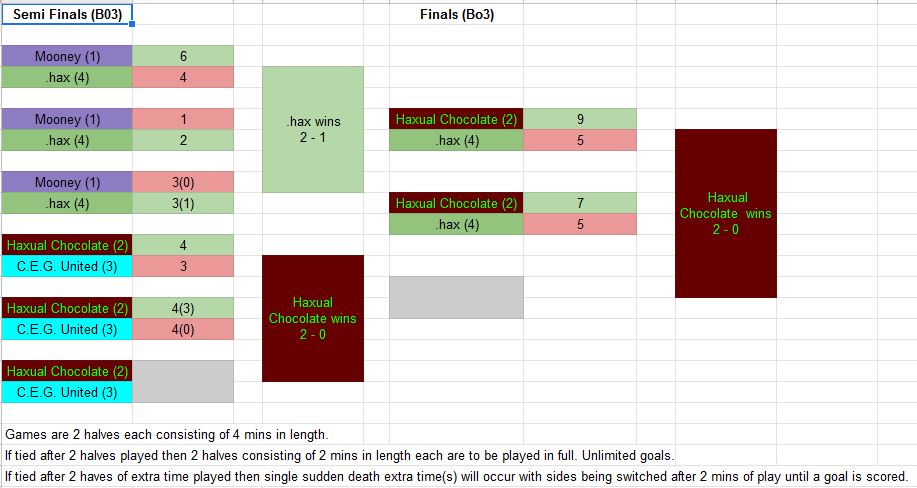 Semi Finals (B03)
Finals (Bo3)
Mooney (1) 6
.hax (4) 4
Mooney (1) 1
.hax (4) 2
Mooney (1) 3(0)
.hax (4) 3(1)
.hax wins
2 - 1
Haxual Chocolate (2) 4
C.E.G. United (3) 3
Haxual Chocolate (2) 4(3)
C.E.G. United (3) 4(0)
Haxual Chocolate (2)
C.E.G. United (3)
Haxual
Chocolate wins
2 - 0
Haxual Chocolate (2) 9
.hax (4) 5
Haxual Chocolate (2) 7
.hax (4) 5
Haxual
Chocolate wins
2 - 0
Games are 2 halves each consisting of 4 mins in length.
If tied after 2 halves played then 2 halves consisting of 2 mins in length each are to be played in full. Unlimited goals.
If tied after 2 haves of extra time played then single sudden death extra time(s) will occur with sides being switched after 2 mins of play until a goal is scored.